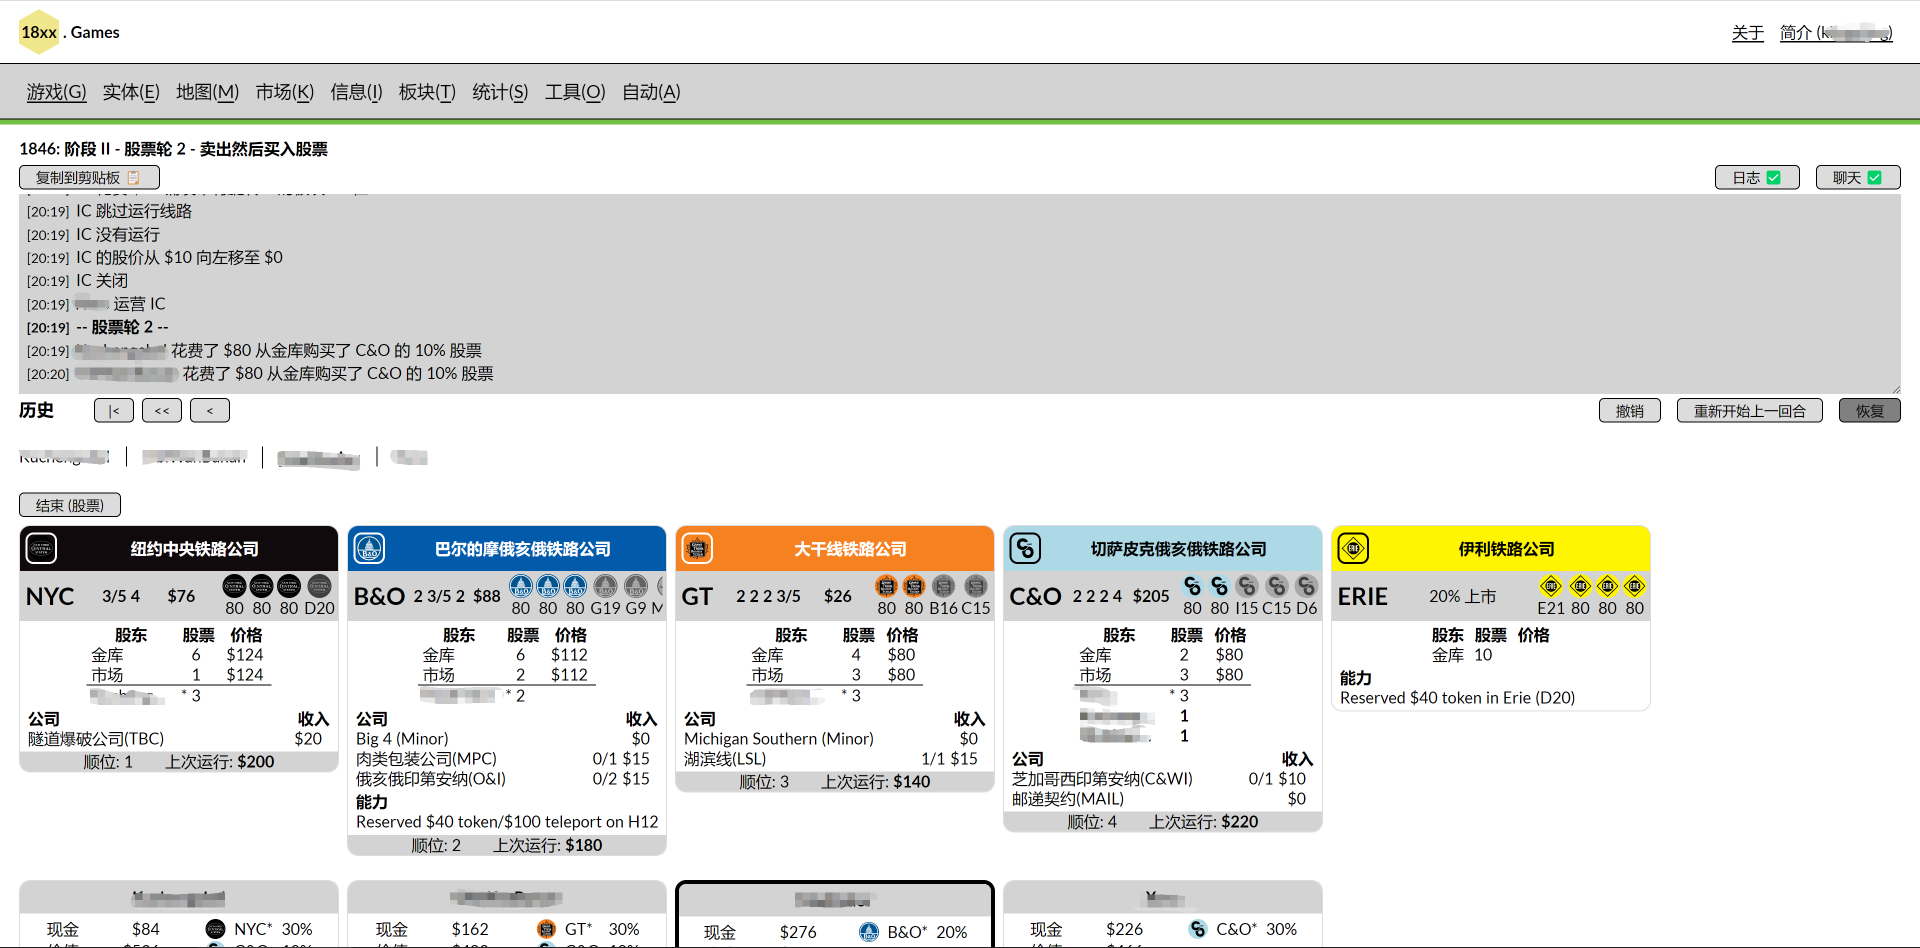 18xx . Games
关于 简介
游戏(G) 实体(E) 地图(M) 市场(K) 信息(I) 板块(T) 统计(S) 工具(O) 自动(A)
1846: 阶段 II - 股票轮 2 - 卖出然后买入股票
复制到剪贴板 日志 聊天
[20:19] IC 跳过运行线路
[20:19] IC 没有运行
[20:19] IC 的股价从 $10 向左移至 $0
[20:19] IC 关闭
[20:19] 运营 IC
[20:19] -- 股票轮 2 --
[20:19] 花费了 $80 从金库购买了 C&O 的 10% 股票
[20:20] 花费了 $80 从金库购买了 C&O 的 10% 股票
历史 |< << < 撤销 重新开始上一回合 恢复
结束 (股票)
纽约中央铁路公司
NYC 3/5 4 $76 80 80 80 D20
股东 股票 价格
金库 6 $124
市场 1 $124
* 3
公司 收入
隧道爆破公司(TBC) $20
顺位: 1 上次运行: $200
巴尔的摩俄亥俄铁路公司
B&O 2 3/5 2 $88 80 80 80 G19 G9
股东 股票 价格
金库 6 $112
市场 2 $112
* 2
公司 收入
Big 4 (Minor) $0
肉类包装公司(MPC) 0/1 $15
俄亥俄印第安纳(O&I) 0/2 $15
能力
Reserved $40 token/$100 teleport on H12
顺位: 2 上次运行: $180
大干线铁路公司
GT 2 2 2 3/5 $26 80 80 B16 C15
股东 股票 价格
金库 4 $80
市场 3 $80
* 3
公司 收入
Michigan Southern (Minor) $0
湖滨线(LSL) 1/1 $15
顺位: 3 上次运行: $140
切萨皮克俄亥俄铁路公司
C&O 2 2 2 4 $205 80 80 I15 C15 D6
股东 股票 价格
金库 2 $80
市场 3 $80
* 3
1
1
公司 收入
芝加哥西印第安纳(C&WI) 0/1 $10
邮递契约(MAIL) $0
顺位: 4 上次运行: $220
伊利铁路公司
ERIE 20% 上市 E21 80 80 80
股东 股票 价格
金库 10
能力
Reserved $40 token in Erie (D20)
现金 $84 NYC* 30%
现金 $162 GT* 30%
现金 $276 B&O* 20%
现金 $226 C&O* 30%